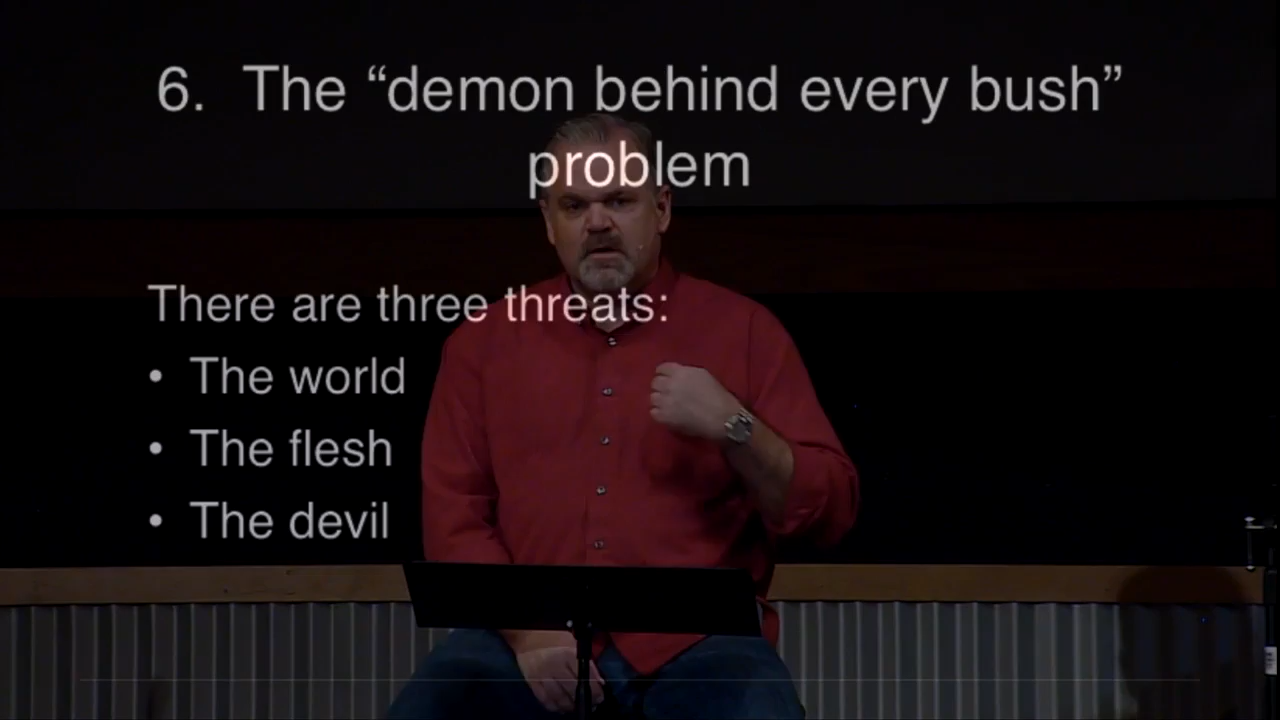 6. The “demon behind every bush”
problem
There are three threats:
• The world
• The flesh
• The devil